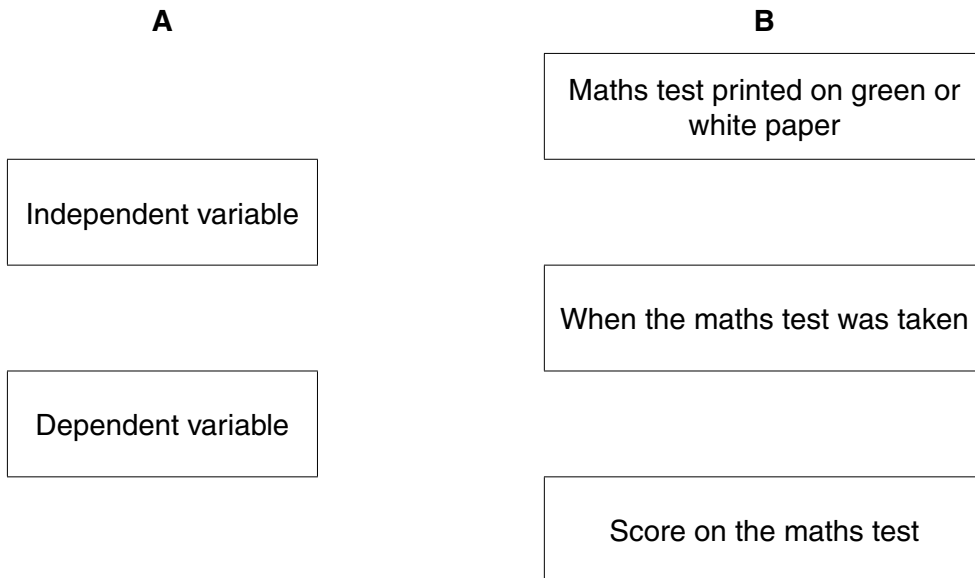 A
B
Maths test printed on green or
white paper
Independent variable
When the maths test was taken
Dependent variable
Score on the maths test